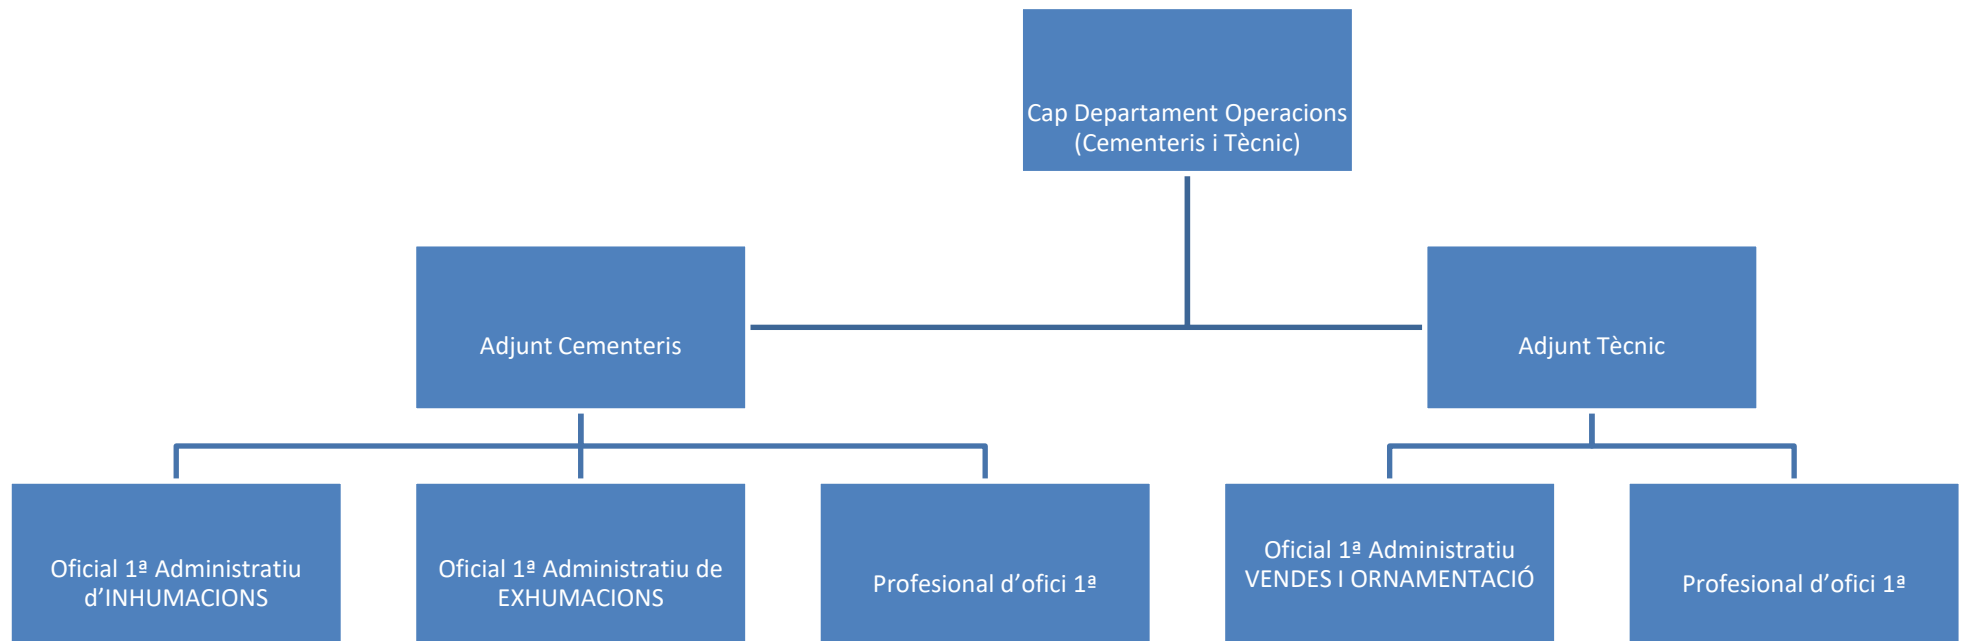 Cap Departament Operacions
(Cementeris i Tècnic)
Adjunt Cementeris
Adjunt Tècnic
Oficial 1ª Administratiu
d’INHUMACIONS
Oficial 1ª Administratiu de
EXHUMACIONS
Profesional d’ofici 1ª
Oficial 1ª Administratiu
VENDES I ORNAMENTACIÓ
Profesional d’ofici 1ª